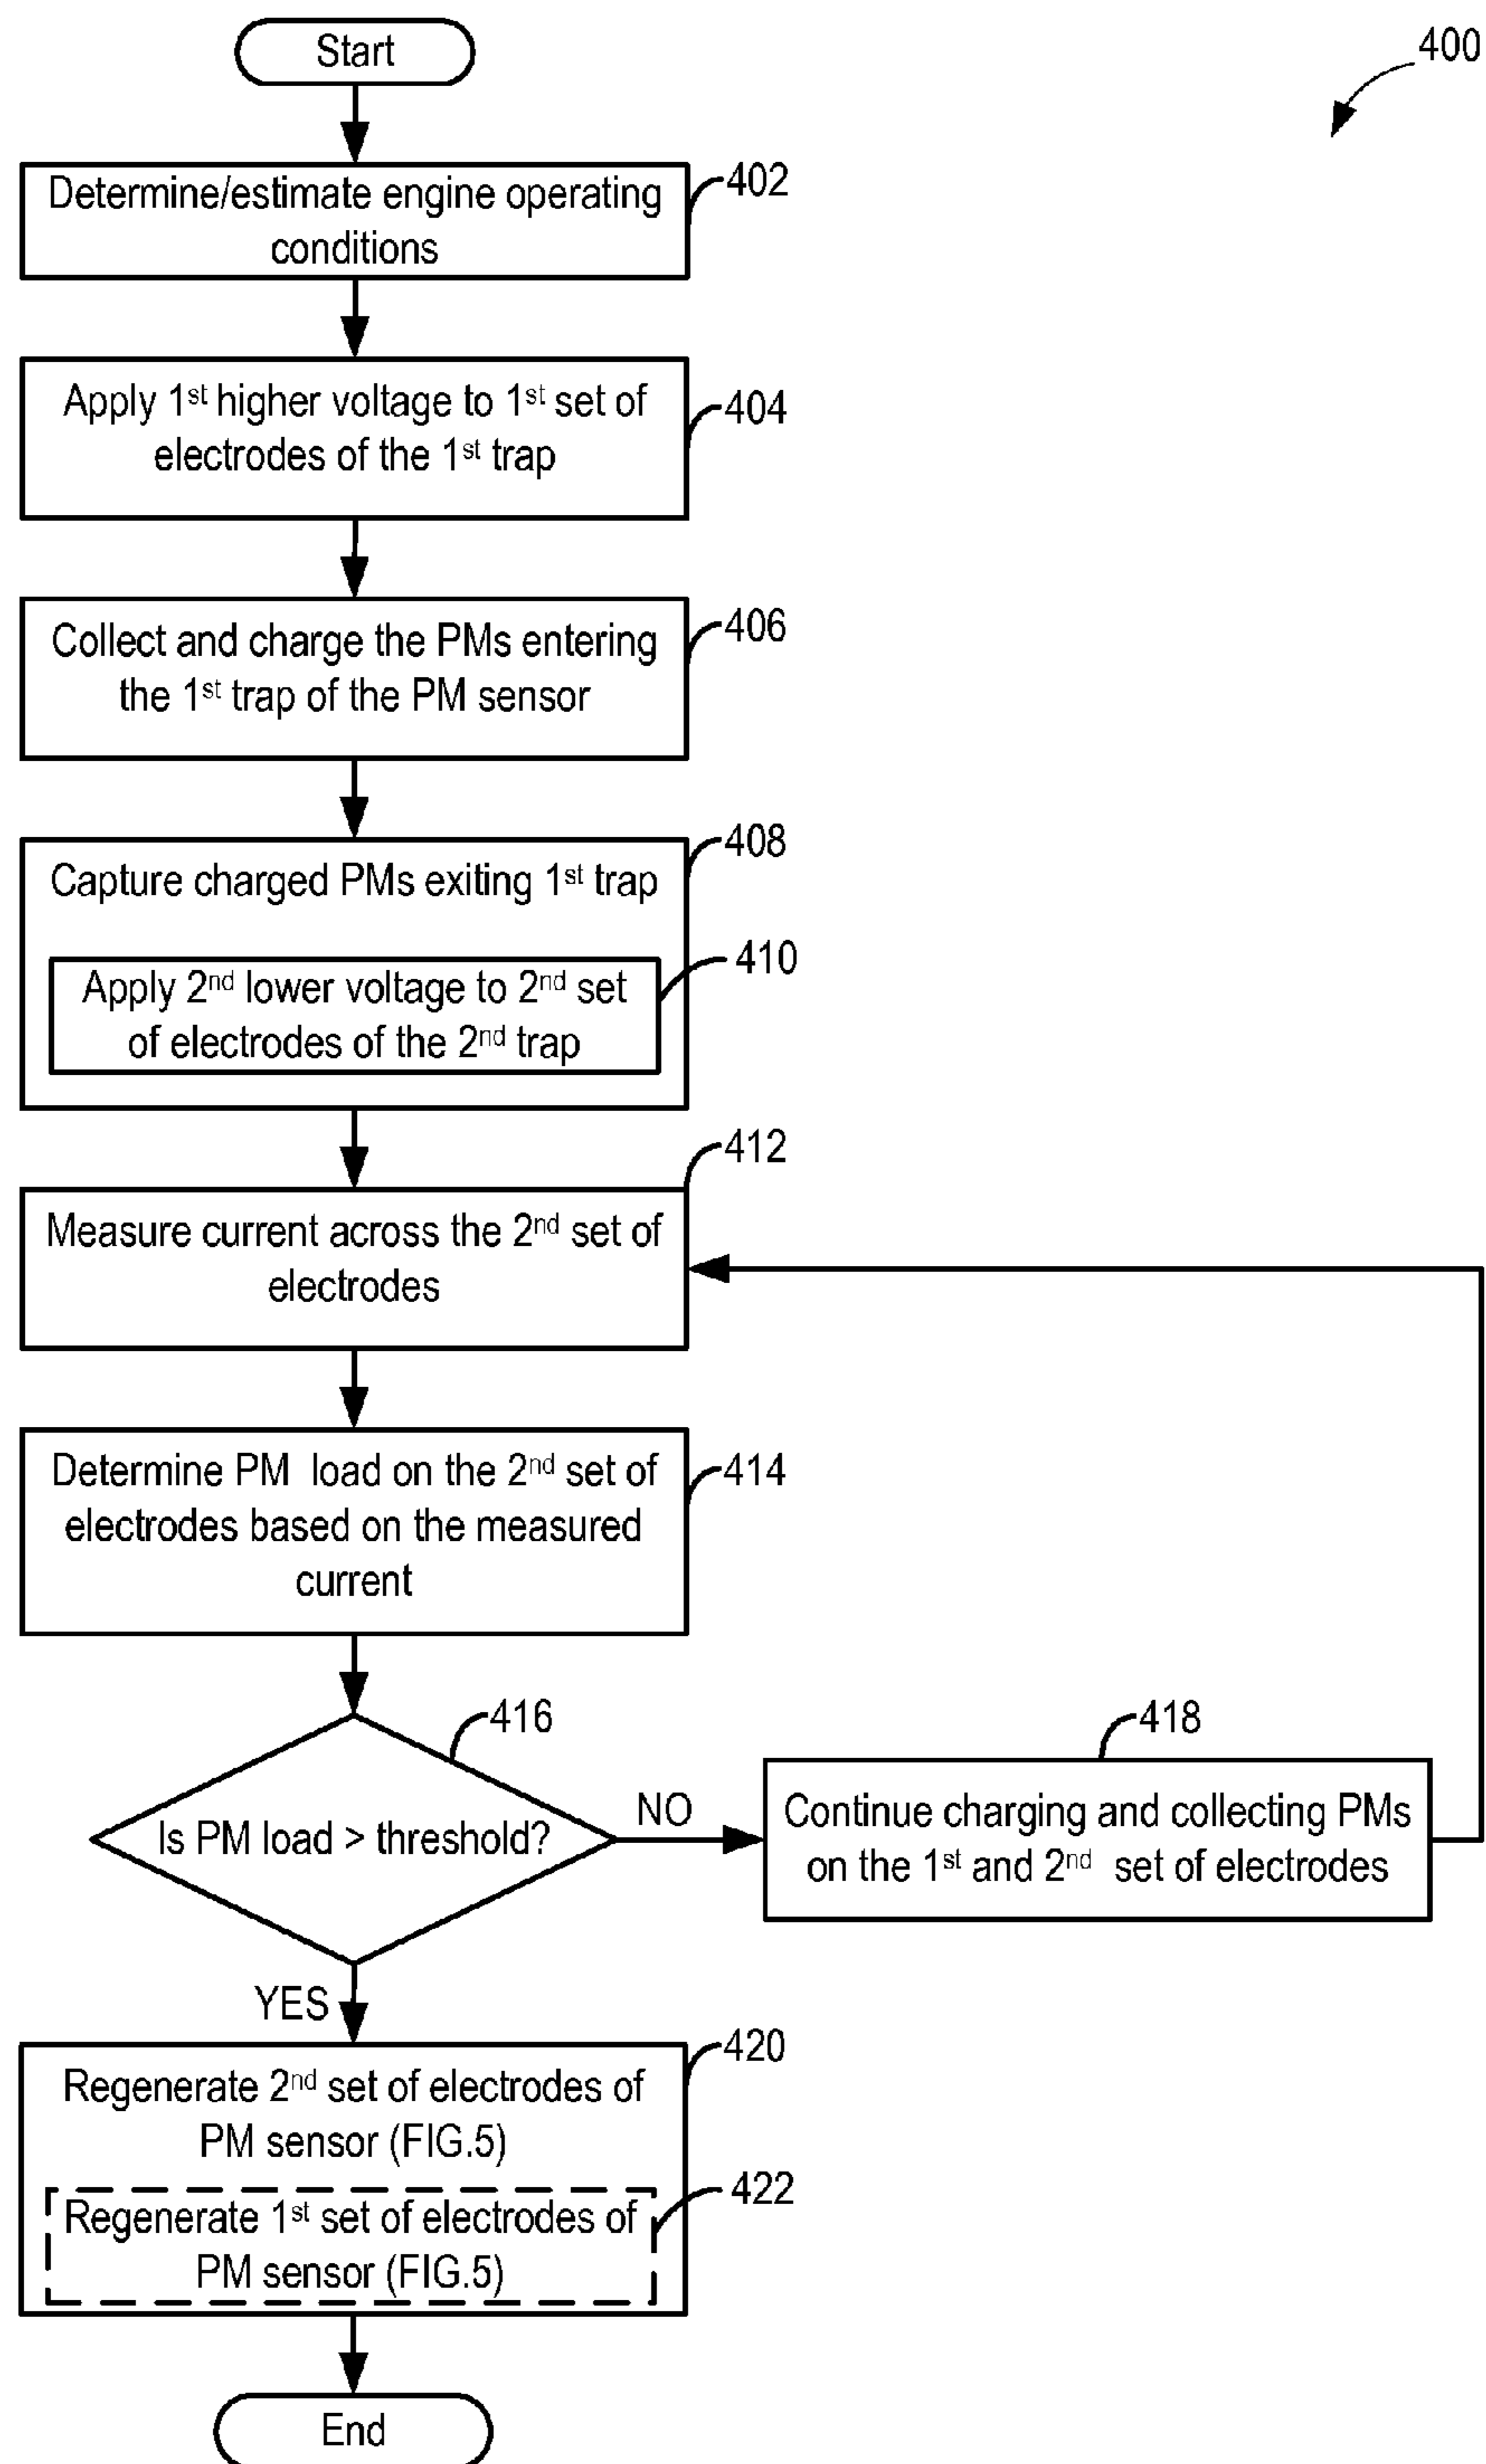 Start
400
Determine/estimate engine operating
conditions
402
Apply 1st higher voltage to 1st set of
electrodes of the 1st trap
404
Collect and charge the PMs entering
the 1st trap of the PM sensor
406
Capture charged PMs exiting 1st trap
408
Apply 2nd lower voltage to 2nd set
of electrodes of the 2nd trap
410
Measure current across the 2nd set of
electrodes
412
Determine PM load on the 2nd set of
electrodes based on the measured
current
414
Is PM load > threshold?
416
NO
Continue charging and collecting PMs
on the 1st and 2nd set of electrodes
418
YES
Regenerate 2nd set of electrodes of
PM sensor (FIG.5)
420
Regenerate 1st set of electrodes of
PM sensor (FIG.5)
422
End